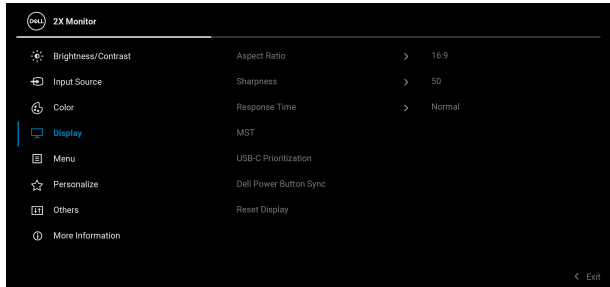 DELL 2X Monitor
Brightness/Contrast Aspect Ratio > 16:9
Input Source Sharpness > 50
Color Response Time > Normal
Display MST
Menu USB-C Prioritization
Personalize Dell Power Button Sync
Others Reset Display
More Information
< Exit